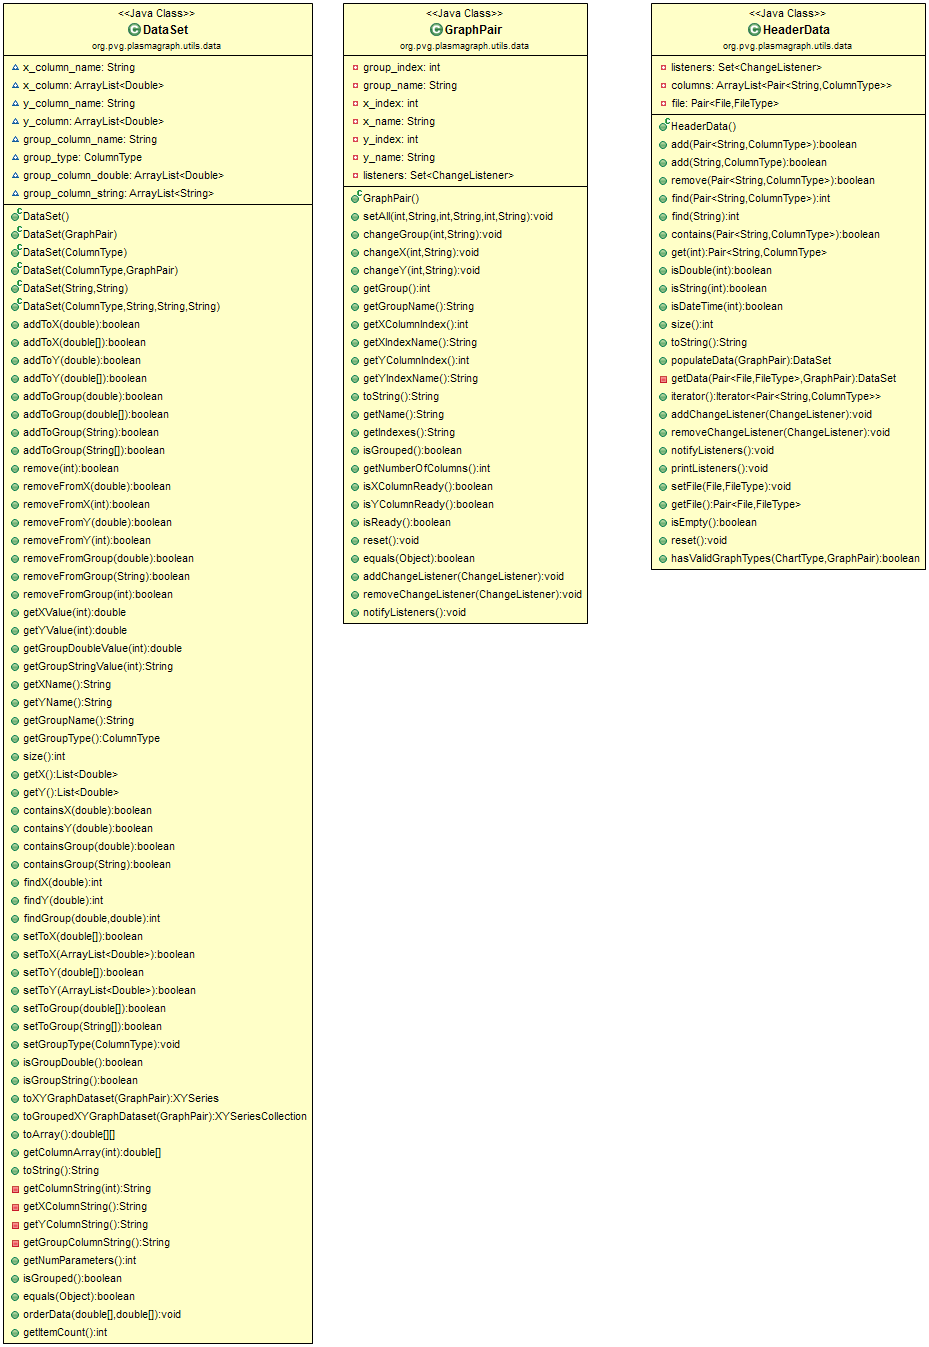 <<Java Class>>
DataSet
org.pvg.plasmagraph.utils.data
x_column_name: String
x_column: ArrayList<Double>
y_column_name: String
y_column: ArrayList<Double>
group_column_name: String
group_type: ColumnType
group_column_double: ArrayList<Double>
group_column_string: ArrayList<String>
DataSet()
DataSet(GraphPair)
DataSet(ColumnType)
DataSet(ColumnType,GraphPair)
DataSet(String,String)
DataSet(ColumnType,String,String,String)
addToX(double):boolean
addToX(double[]):boolean
addToY(double):boolean
addToY(double[]):boolean
addToGroup(double):boolean
addToGroup(double[]):boolean
addToGroup(String):boolean
addToGroup(String[]):boolean
remove(int):boolean
removeFromX(double):boolean
removeFromX(int):boolean
removeFromY(double):boolean
removeFromY(int):boolean
removeFromGroup(double):boolean
removeFromGroup(String):boolean
removeFromGroup(int):boolean
getXValue(int):double
getYValue(int):double
getGroupDoubleValue(int):double
getGroupStringValue(int):String
getXName():String
getYName():String
getGroupName():String
getGroupType():ColumnType
size():int
getX():List<Double>
getY():List<Double>
containsX(double):boolean
containsY(double):boolean
containsGroup(double):boolean
containsGroup(String):boolean
findX(double):int
findY(double):int
findGroup(double,double):int
setToX(double[]):boolean
setToX(ArrayList<Double>):boolean
setToY(double[]):boolean
setToY(ArrayList<Double>):boolean
setToGroup(double[]):boolean
setToGroup(String[]):boolean
setGroupType(ColumnType):void
isGroupDouble():boolean
isGroupString():boolean
toXYGraphDataset(GraphPair):XYSeries
toGroupedXYGraphDataset(GraphPair):XYSeriesCollection
toArray():double[][]
getColumnArray(int):double[]
toString():String
getColumnString(int):String
getXColumnString():String
getYColumnString():String
getGroupColumnString():String
getNumParameters():int
isGrouped():boolean
equals(Object):boolean
orderData(double[],double[]):void
getItemCount():int
<<Java Class>>
GraphPair
org.pvg.plasmagraph.utils.data
group_index: int
group_name: String
x_index: int
x_name: String
y_index: int
y_name: String
listeners: Set<ChangeListener>
GraphPair()
setAll(int,String,int,String,int,String):void
changeGroup(int,String):void
changeX(int,String):void
changeY(int,String):void
getGroup():int
getGroupName():String
getXColumnIndex():int
getXIndexName():String
getYColumnIndex():int
getYIndexName():String
toString():String
getName():String
getIndexes():String
isGrouped():boolean
getNumberOfColumns():int
isXColumnReady():boolean
isYColumnReady():boolean
isReady():boolean
reset():void
equals(Object):boolean
addChangeListener(ChangeListener):void
removeChangeListener(ChangeListener):void
notifyListeners():void
<<Java Class>>
HeaderData
org.pvg.plasmagraph.utils.data
listeners: Set<ChangeListener>
columns: ArrayList<Pair<String,ColumnType>>
file: Pair<File,FileType>
HeaderData()
add(Pair<String,ColumnType>):boolean
add(String,ColumnType):boolean
remove(Pair<String,ColumnType>):boolean
find(Pair<String,ColumnType>):int
find(String):int
contains(Pair<String,ColumnType>):boolean
get(int):Pair<String,ColumnType>
isDouble(int):boolean
isString(int):boolean
isDateTime(int):boolean
size():int
toString():String
populateData(GraphPair):DataSet
getData(Pair<File,FileType>,GraphPair):DataSet
iterator():Iterator<Pair<String,ColumnType>>
addChangeListener(ChangeListener):void
removeChangeListener(ChangeListener):void
notifyListeners():void
printListeners():void
setFile(File,FileType):void
getFile():Pair<File,FileType>
isEmpty():boolean
reset():void
hasValidGraphTypes(ChartType,GraphPair):boolean